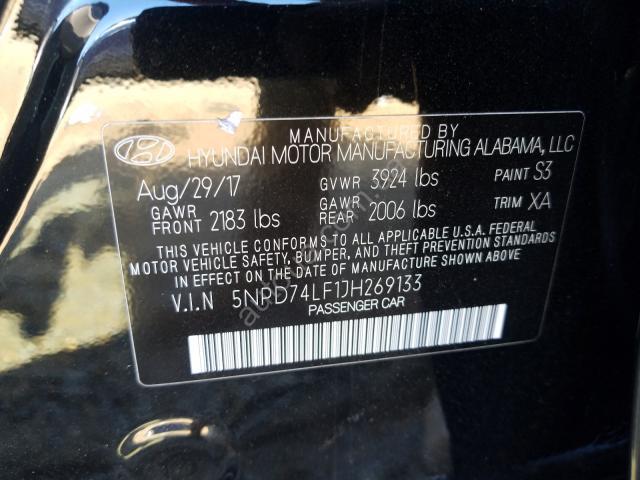 MANUFACTURED BY
HYUNDAI MOTOR MANUFACTURING ALABAMA, LLC
Aug/29/17 GVWR 3924 lbs PAINT S3
GAWR FRONT 2183 lbs GAWR REAR 2006 lbs TRIM XA
THIS VEHICLE CONFORMS TO ALL APPLICABLE U.S.A. FEDERAL
MOTOR VEHICLE SAFETY, BUMPER, AND THEFT PREVENTION STANDARDS
IN EFFECT ON THE DATE OF MANUFACTURE SHOWN ABOVE.
V.I.N 5NPD74LF1JH269133
PASSENGER CAR